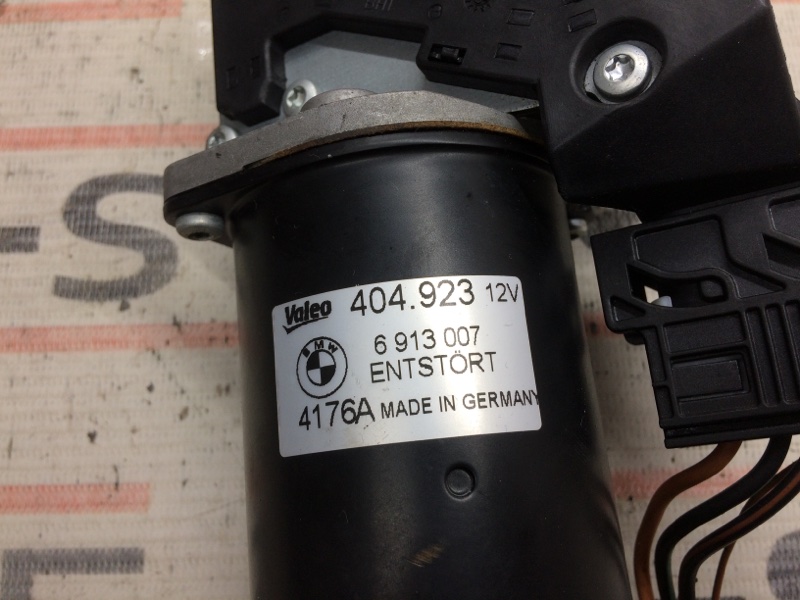 Valeo 404.923 12V
BMW
6 913 007
ENTSTÖRT
4176A MADE IN GERMANY
-S